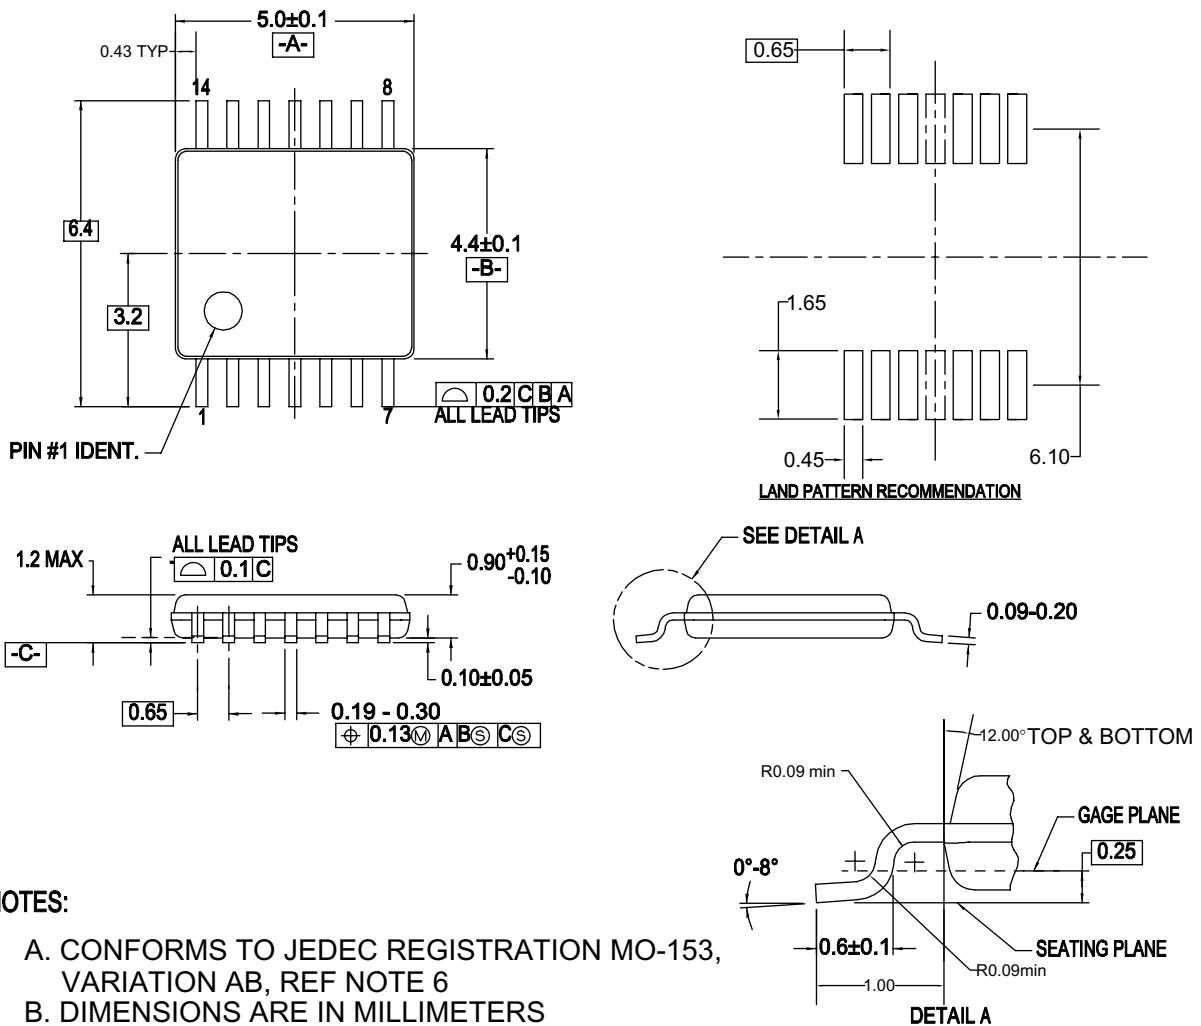 5.0±0.1
-A-
0.43 TYP
14
8
6.4
4.4±0.1
-B-
3.2
0.2 C B A
ALL LEAD TIPS
1
7
PIN #1 IDENT.
0.65
1.65
0.45
6.10
LAND PATTERN RECOMMENDATION
1.2 MAX
ALL LEAD TIPS
0.1 C
0.90 +0.15
-0.10
-C-
0.10±0.05
0.65
0.19 - 0.30
⌖ 0.13Ⓜ A BⓈ CⓈ
SEE DETAIL A
0.09-0.20
12.00° TOP & BOTTOM
R0.09 min
GAGE PLANE
0.25
0°-8°
0.6±0.1
SEATING PLANE
R0.09min
1.00
DETAIL A
OTES:
A. CONFORMS TO JEDEC REGISTRATION MO-153,
VARIATION AB, REF NOTE 6
B. DIMENSIONS ARE IN MILLIMETERS